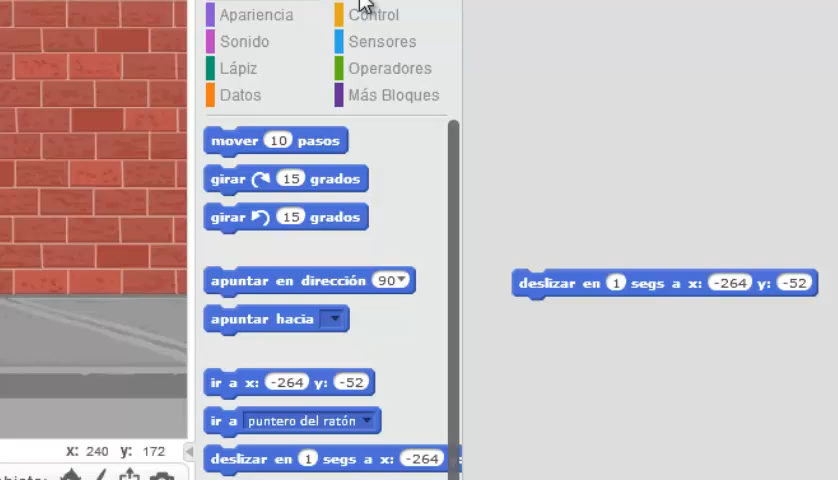 Apariencia Control
Sonido Sensores
Lápiz Operadores
Datos Más Bloques
mover 10 pasos
girar 15 grados
girar 15 grados
apuntar en dirección 90
apuntar hacia
ir a x: -264 y: -52
ir a puntero del ratón
deslizar en 1 segs a x: -264
deslizar en 1 segs a x: -264 y: -52
x: 240 y: 172